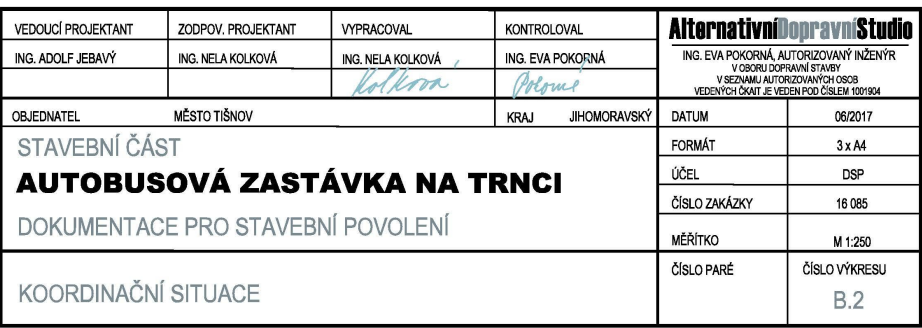 VEDOUCÍ PROJEKTANT ZODPOV. PROJEKTANT VYPRACOVAL KONTROLOVAL
ING. ADOLF JEBAVÝ ING. NELA KOLKOVÁ ING. NELA KOLKOVÁ ING. EVA POKORNÁ
Kolková Pokorná
AlternativníDopravníStudio
ING. EVA POKORNÁ, AUTORIZOVANÝ INŽENÝR
V OBORU DOPRAVNÍ STAVBY
V SEZNAMU AUTORIZOVANÝCH OSOB
VEDENÝCH ČKAIT JE VEDEN POD ČÍSLEM 1001904
OBJEDNATEL MĚSTO TIŠNOV KRAJ JIHOMORAVSKÝ
STAVEBNÍ ČÁST
AUTOBUSOVÁ ZASTÁVKA NA TRNCI
DOKUMENTACE PRO STAVEBNÍ POVOLENÍ
KOORDINAČNÍ SITUACE
DATUM 06/2017
FORMÁT 3 x A4
ÚČEL DSP
ČÍSLO ZAKÁZKY 16 085
MĚŘÍTKO M 1:250
ČÍSLO PARÉ ČÍSLO VÝKRESU
B.2